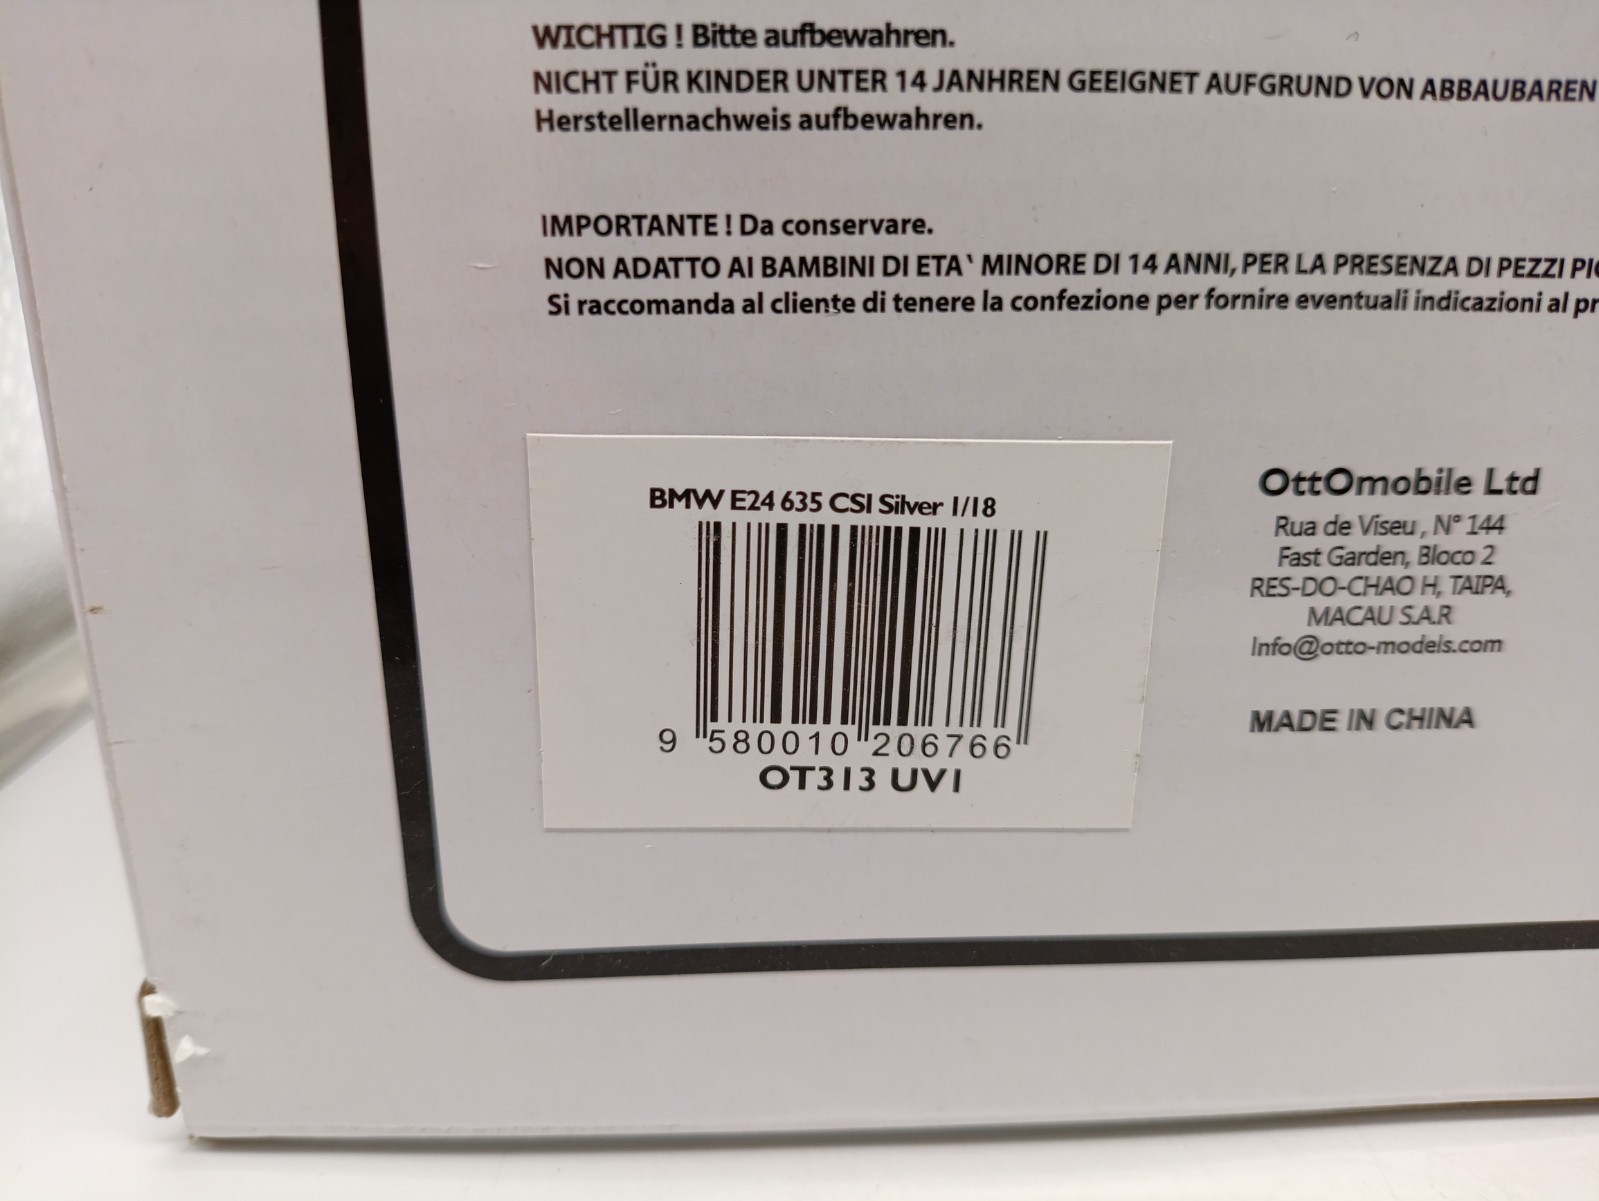 WICHTIG ! Bitte aufbewahren.
NICHT FÜR KINDER UNTER 14 JANHREN GEEIGNET AUFGRUND VON ABBAUBAREN
Herstellernachweis aufbewahren.
IMPORTANTE ! Da conservare.
NON ADATTO AI BAMBINI DI ETA` MINORE DI 14 ANNI, PER LA PRESENZA DI PEZZI
Si raccomanda al cliente di tenere la confezione per fornire eventuali indicazioni al
BMW E24 635 CSI Silver 1/18
9 580010 206766
OT313 UV1
OttOmobile Ltd
Rua de Viseu, N° 144
Fast Garden, Bloco 2
RES-DO-CHAO H, TAIPA,
MACAU S.A.R
Info@otto-models.com
MADE IN CHINA